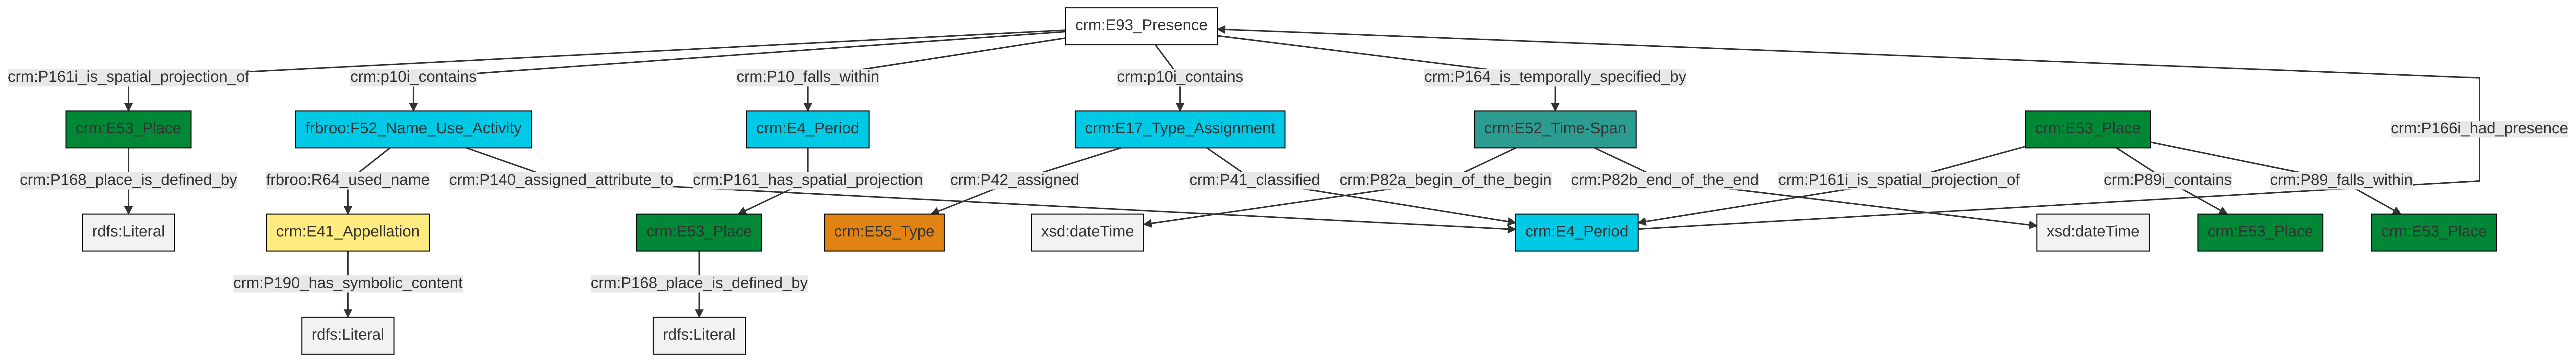 crm:E93_Presence
crm:P161i_is_spatial_projection_of
crm:p10i_contains
crm:P10_falls_within
crm:p10i_contains
crm:P164_is_temporally_specified_by
crm:E53_Place
frbroo:F52_Name_Use_Activity
crm:E4_Period
crm:E17_Type_Assignment
crm:E52_Time-Span
crm:E53_Place
crm:P166i_had_presence
crm:P168_place_is_defined_by
frbroo:R64_used_name
crm:P140_assigned_attribute_to
crm:P161_has_spatial_projection
crm:P42_assigned
crm:P41_classified
crm:P82a_begin_of_the_begin
crm:P82b_end_of_the_end
crm:P161i_is_spatial_projection_of
crm:P89i_contains
crm:P89_falls_within
rdfs:Literal
crm:E41_Appellation
crm:E53_Place
crm:E55_Type
xsd:dateTime
crm:E4_Period
xsd:dateTime
crm:E53_Place
crm:E53_Place
crm:P190_has_symbolic_content
crm:P168_place_is_defined_by
rdfs:Literal
rdfs:Literal